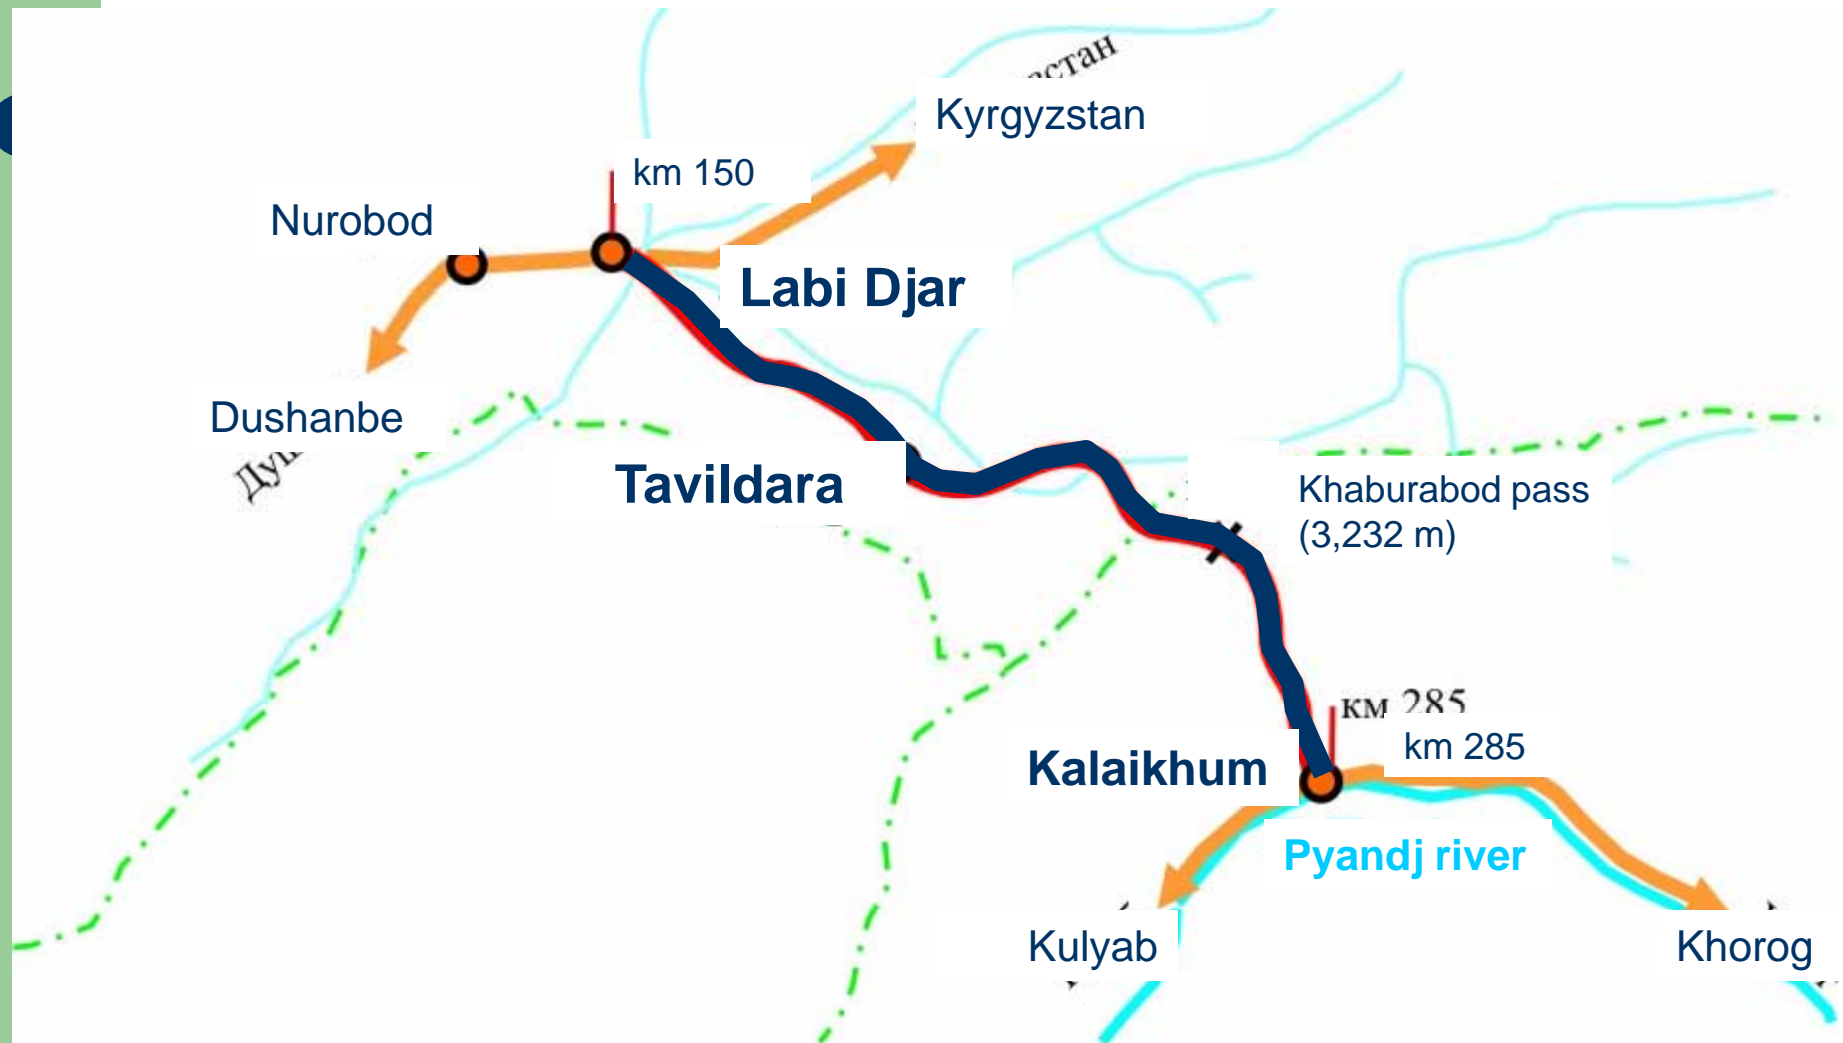 Kyrgyzstan
km 150
Nurobod
Labi Djar
Dushanbe
Tavildara
Khaburabod pass
(3,232 m)
км 285
km 285
Kalaikhum
Pyandj river
Kulyab
Khorog